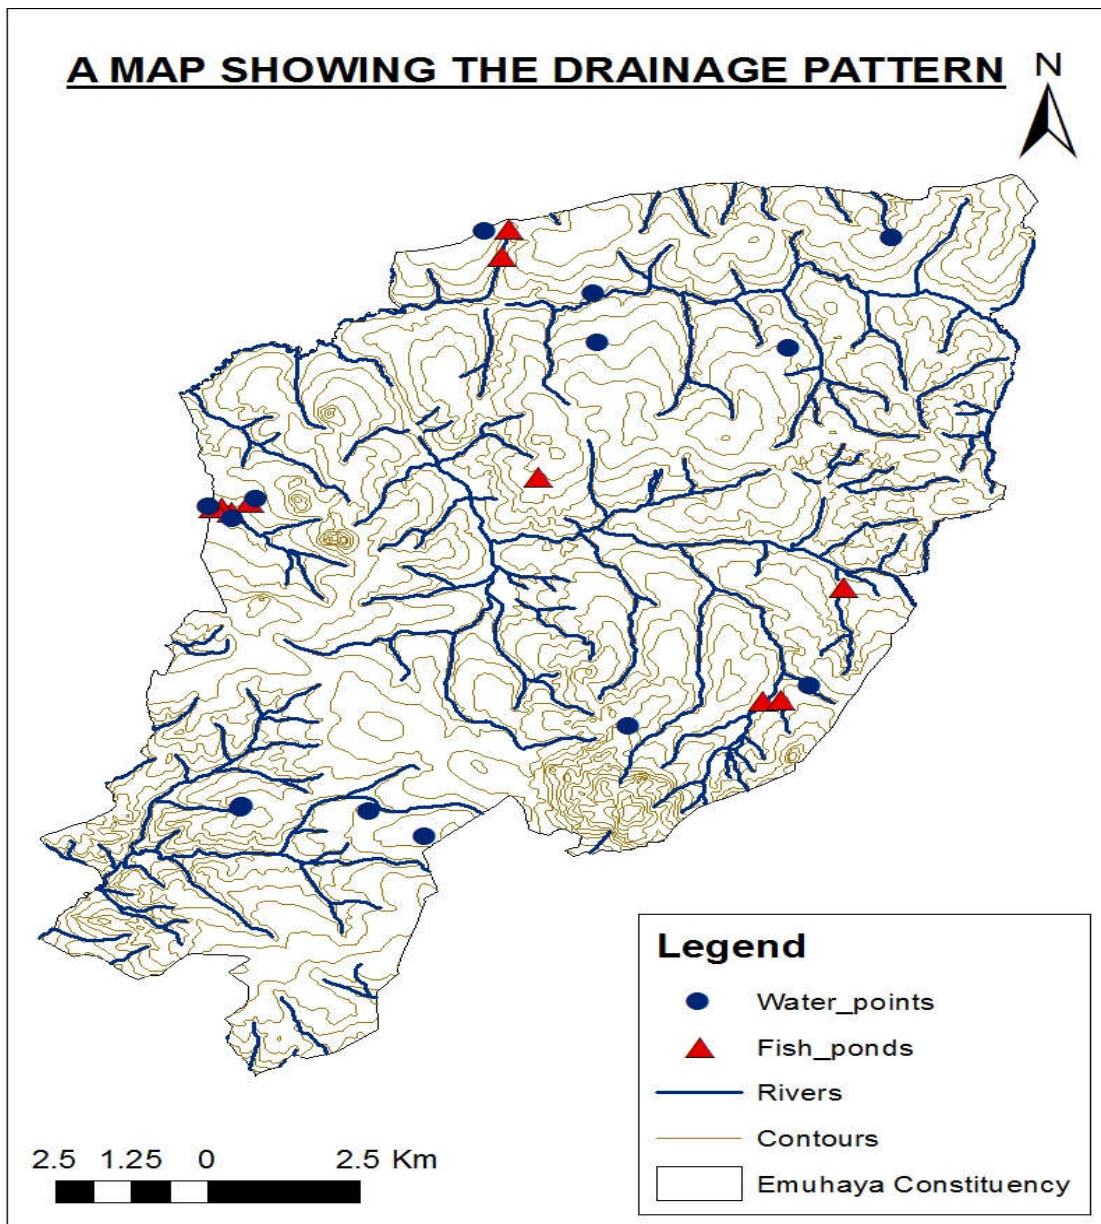 A MAP SHOWING THE DRAINAGE PATTERN
N
Legend
Water_points
Fish_ponds
Rivers
Contours
Emuhaya Constituency
2.5 1.25 0 2.5 Km